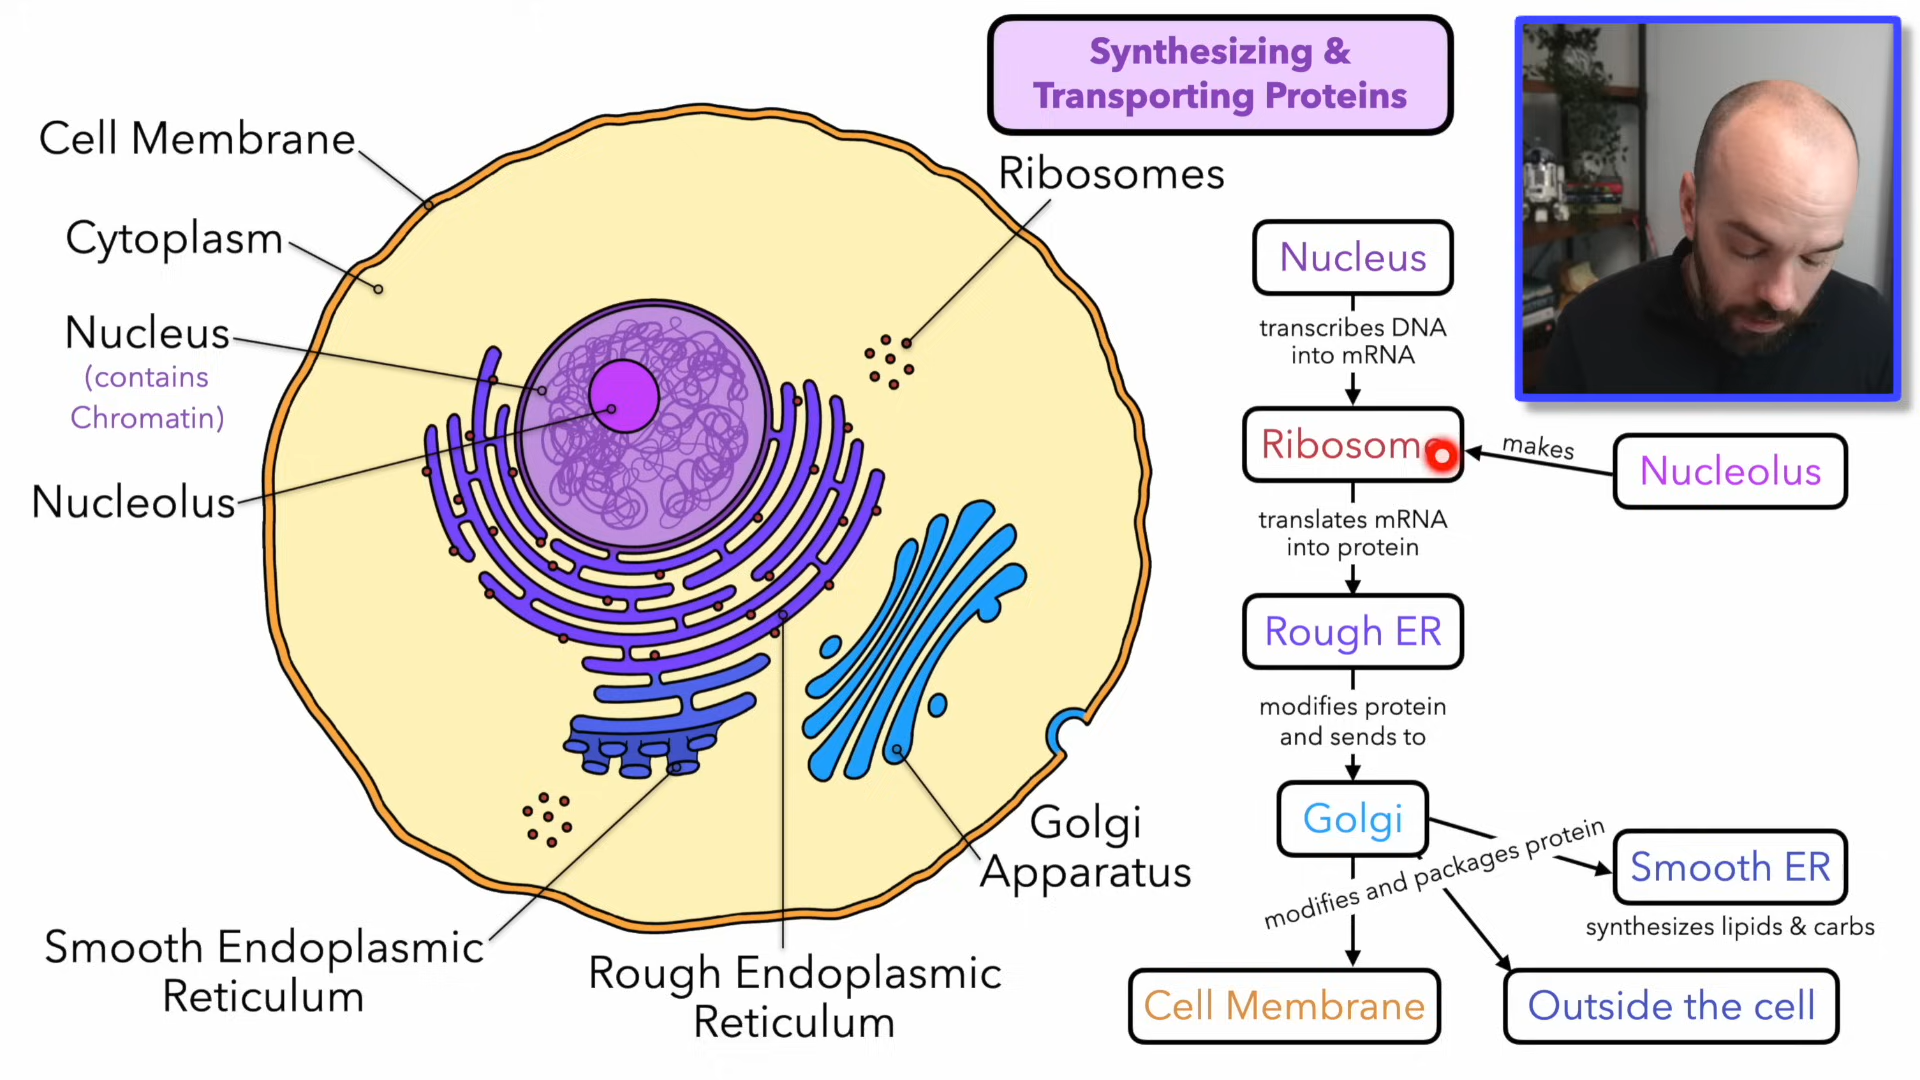 Synthesizing &
Transporting Proteins
Cell Membrane
Cytoplasm
Nucleus
(contains
Chromatin)
Nucleolus
Ribosomes
Smooth Endoplasmic
Reticulum
Rough Endoplasmic
Reticulum
Golgi
Apparatus
Nucleus
transcribes DNA
into mRNA
Ribosome
makes
Nucleolus
translates mRNA
into protein
Rough ER
modifies protein
and sends to
Golgi
modifies and packages protein
Smooth ER
synthesizes lipids & carbs
Cell Membrane
Outside the cell